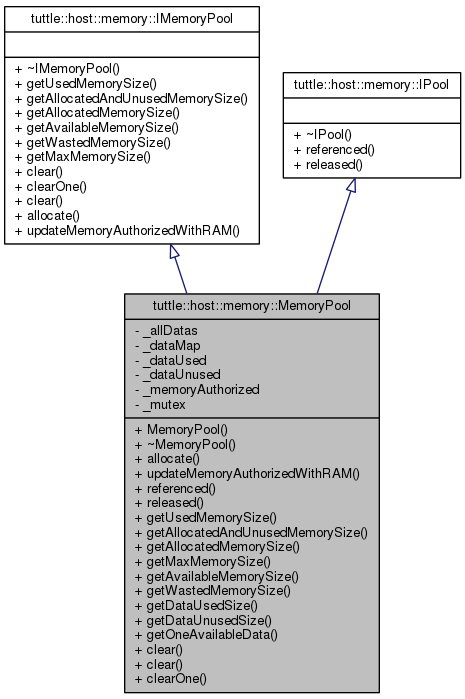 tuttle::host::memory::IMemoryPool
+ ~IMemoryPool()
+ getUsedMemorySize()
+ getAllocatedAndUnusedMemorySize()
+ getAllocatedMemorySize()
+ getAvailableMemorySize()
+ getWastedMemorySize()
+ getMaxMemorySize()
+ clear()
+ clearOne()
+ clear()
+ allocate()
+ updateMemoryAuthorizedWithRAM()
tuttle::host::memory::IPool
+ ~IPool()
+ referenced()
+ released()
tuttle::host::memory::MemoryPool
- _allDatas
- _dataMap
- _dataUsed
- _dataUnused
- _memoryAuthorized
- _mutex
+ MemoryPool()
+ ~MemoryPool()
+ allocate()
+ updateMemoryAuthorizedWithRAM()
+ referenced()
+ released()
+ getUsedMemorySize()
+ getAllocatedAndUnusedMemorySize()
+ getAllocatedMemorySize()
+ getMaxMemorySize()
+ getAvailableMemorySize()
+ getWastedMemorySize()
+ getDataUsedSize()
+ getDataUnusedSize()
+ getOneAvailableData()
+ clear()
+ clear()
+ clearOne()